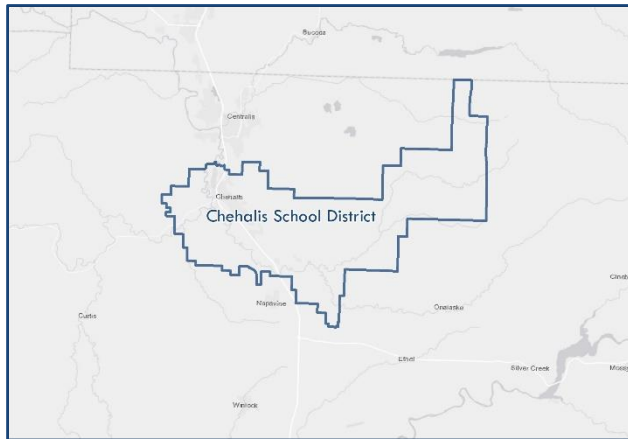 Bucoda
Centralia
Chehalis
Chehalis School District
Napavine
Onalaska
Curtis
Ethel
Silver Creek
Winlock